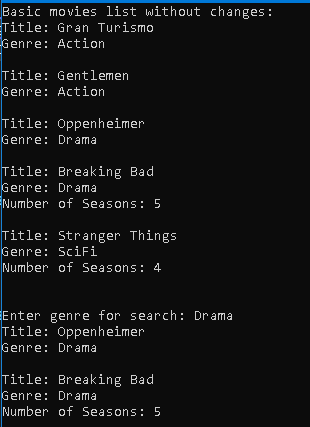 Basic movies list without changes:
Title: Gran Turismo
Genre: Action
Title: Gentlemen
Genre: Action
Title: Oppenheimer
Genre: Drama
Title: Breaking Bad
Genre: Drama
Number of Seasons: 5
Title: Stranger Things
Genre: SciFi
Number of Seasons: 4
Enter genre for search: Drama
Title: Oppenheimer
Genre: Drama
Title: Breaking Bad
Genre: Drama
Number of Seasons: 5